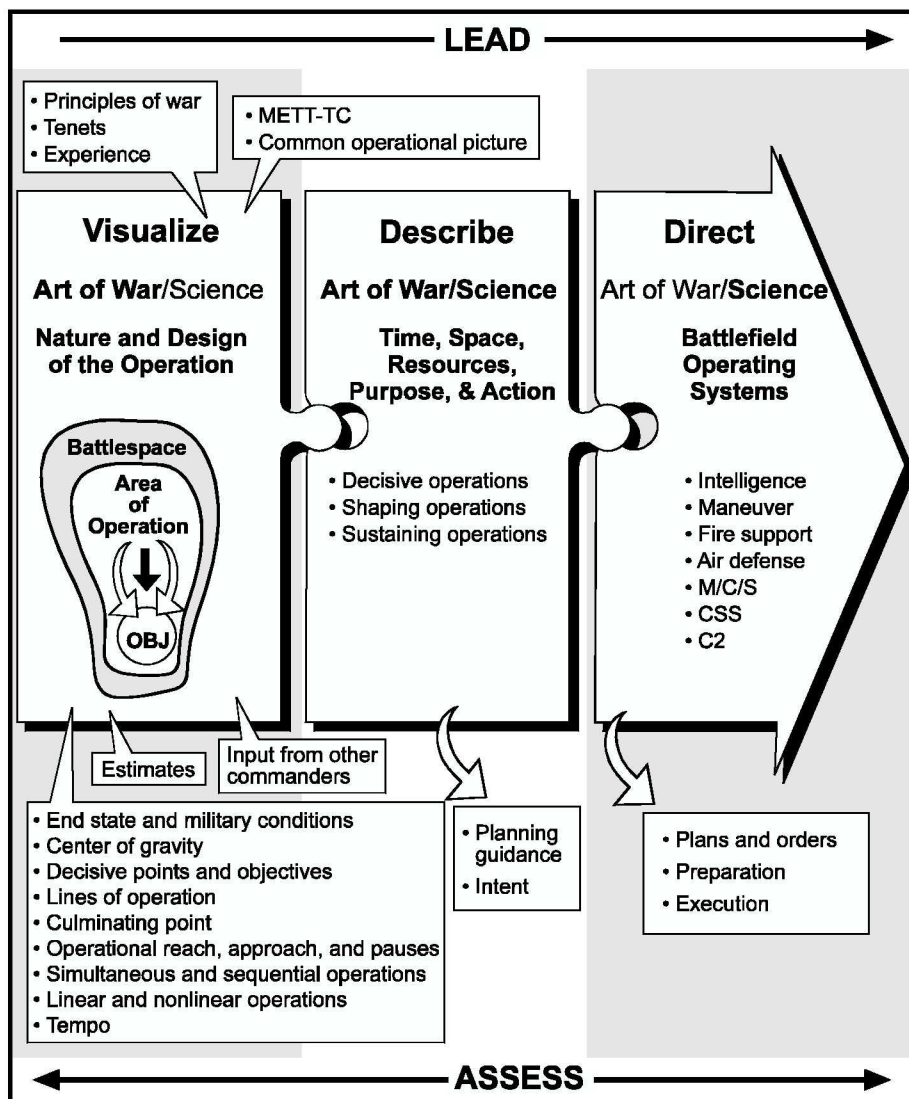 LEAD
• Principles of war
• Tenets
• Experience
• METT-TC
• Common operational picture
Visualize
Art of War/Science
Nature and Design
of the Operation
Battlespace
Area
of
Operation
OBJ
Describe
Art of War/Science
Time, Space,
Resources,
Purpose, & Action
• Decisive operations
• Shaping operations
• Sustaining operations
Direct
Art of War/Science
Battlefield
Operating
Systems
• Intelligence
• Maneuver
• Fire support
• Air defense
• M/C/S
• CSS
• C2
Estimates
Input from other
commanders
• End state and military conditions
• Center of gravity
• Decisive points and objectives
• Lines of operation
• Culminating point
• Operational reach, approach, and pauses
• Simultaneous and sequential operations
• Linear and nonlinear operations
• Tempo
• Planning
guidance
• Intent
• Plans and orders
• Preparation
• Execution
ASSESS